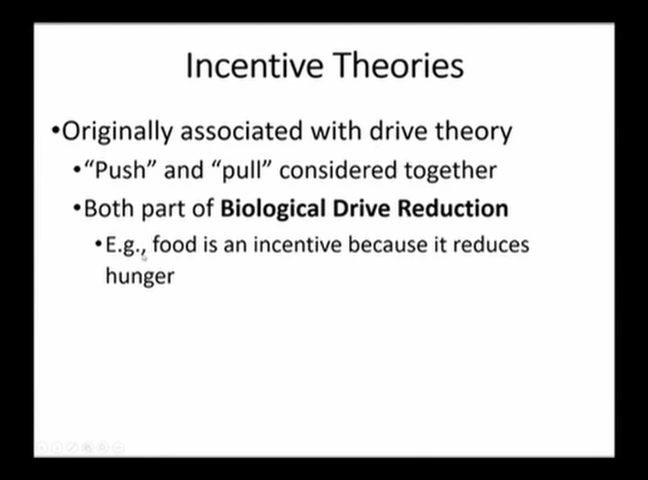 Incentive Theories
•Originally associated with drive theory
•“Push” and “pull” considered together
•Both part of Biological Drive Reduction
•E.g., food is an incentive because it reduces
hunger